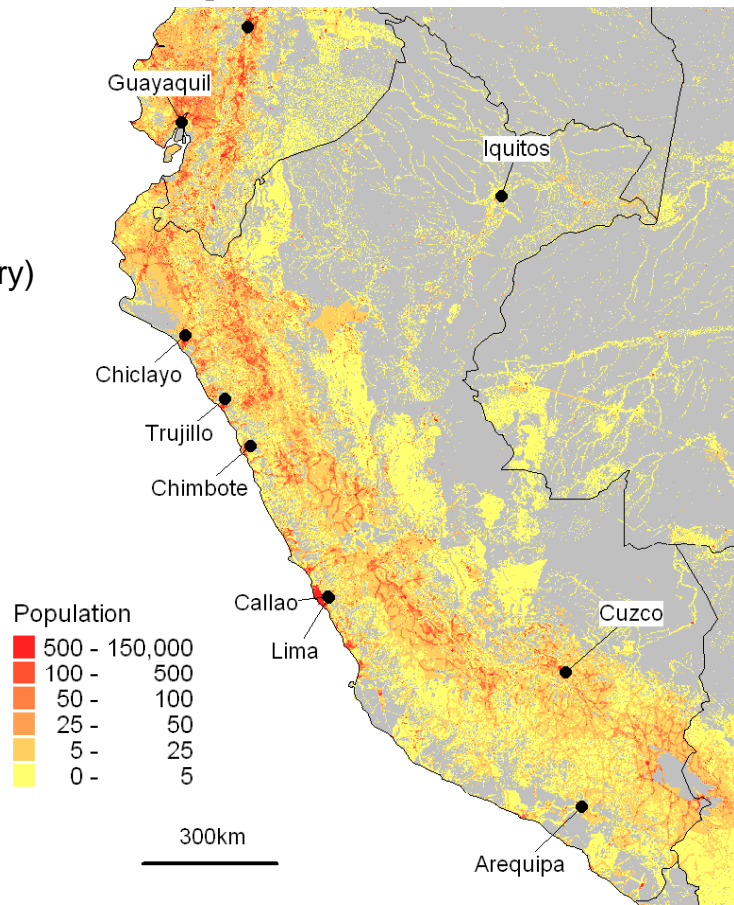 Guayaquil
Iquitos
ry)
Chiclayo
Trujillo
Chimbote
Callao
Lima
Cuzco
Population
500 - 150,000
100 - 500
50 - 100
25 - 50
5 - 25
0 - 5
300km
Arequipa